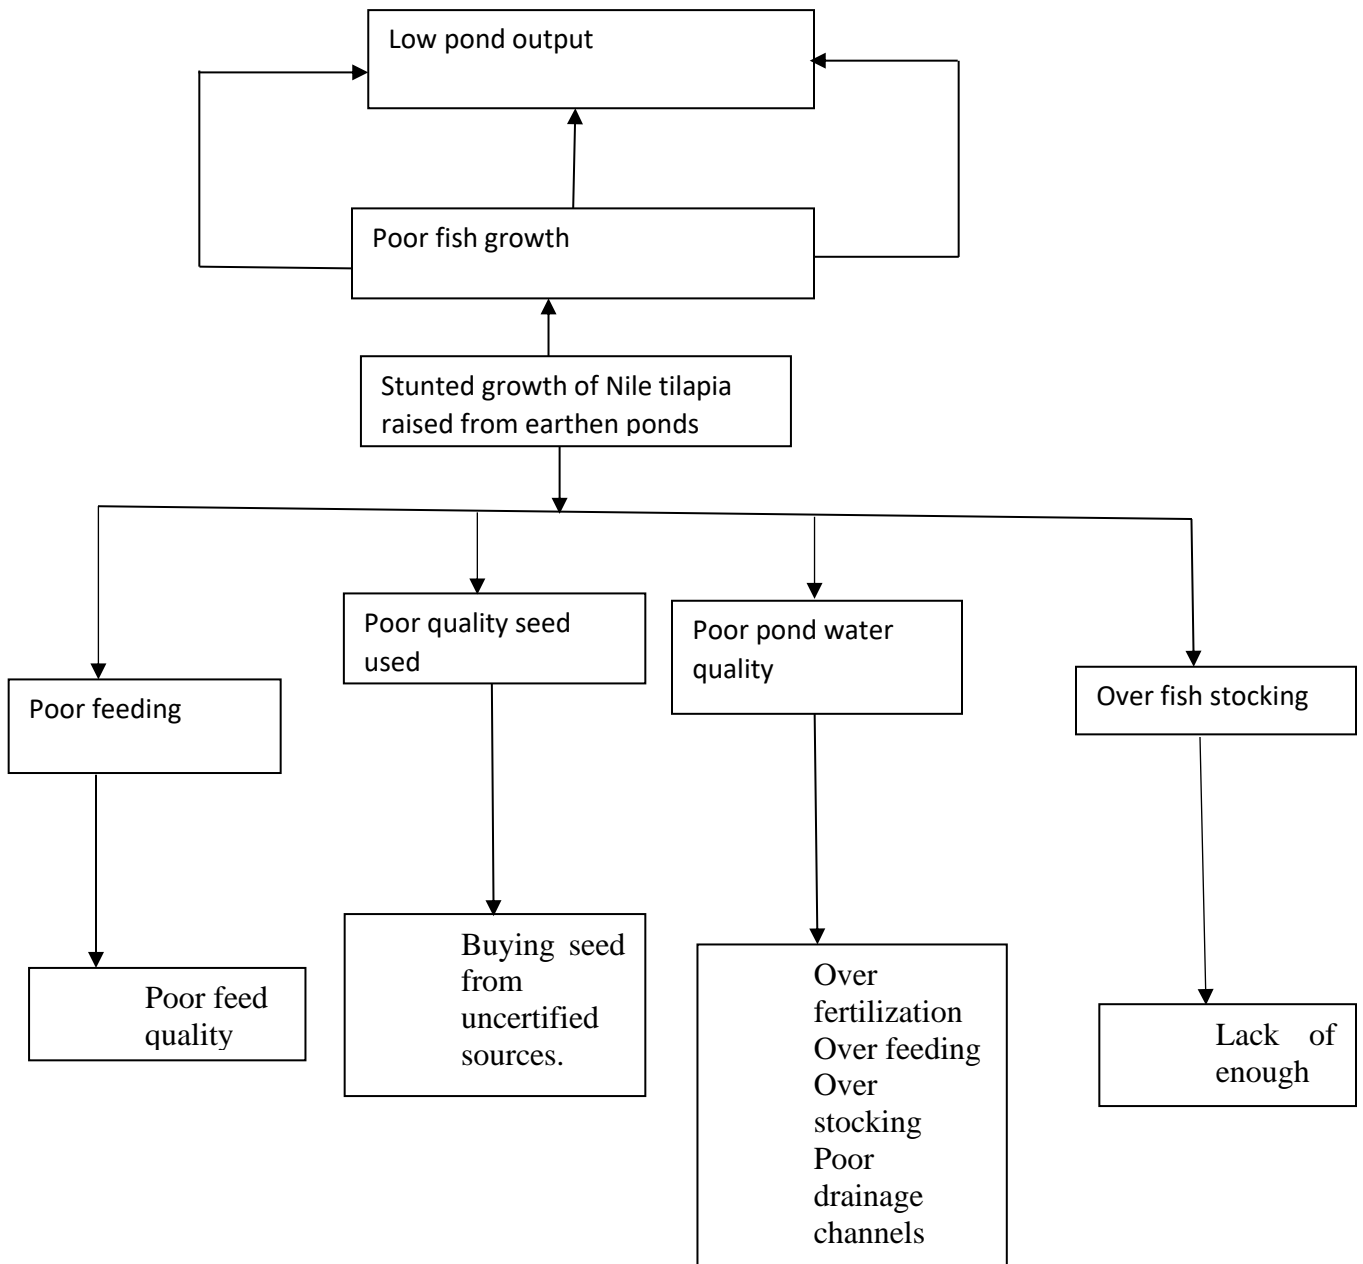 Low pond output
Poor fish growth
Stunted growth of Nile tilapia
raised from earthen ponds
Poor feeding
Poor quality seed
used
Poor pond water
quality
Over fish stocking
Poor feed
quality
Buying seed
from
uncertified
sources.
Over
fertilization
Over feeding
Over
stocking
Poor
drainage
channels
Lack of
enough